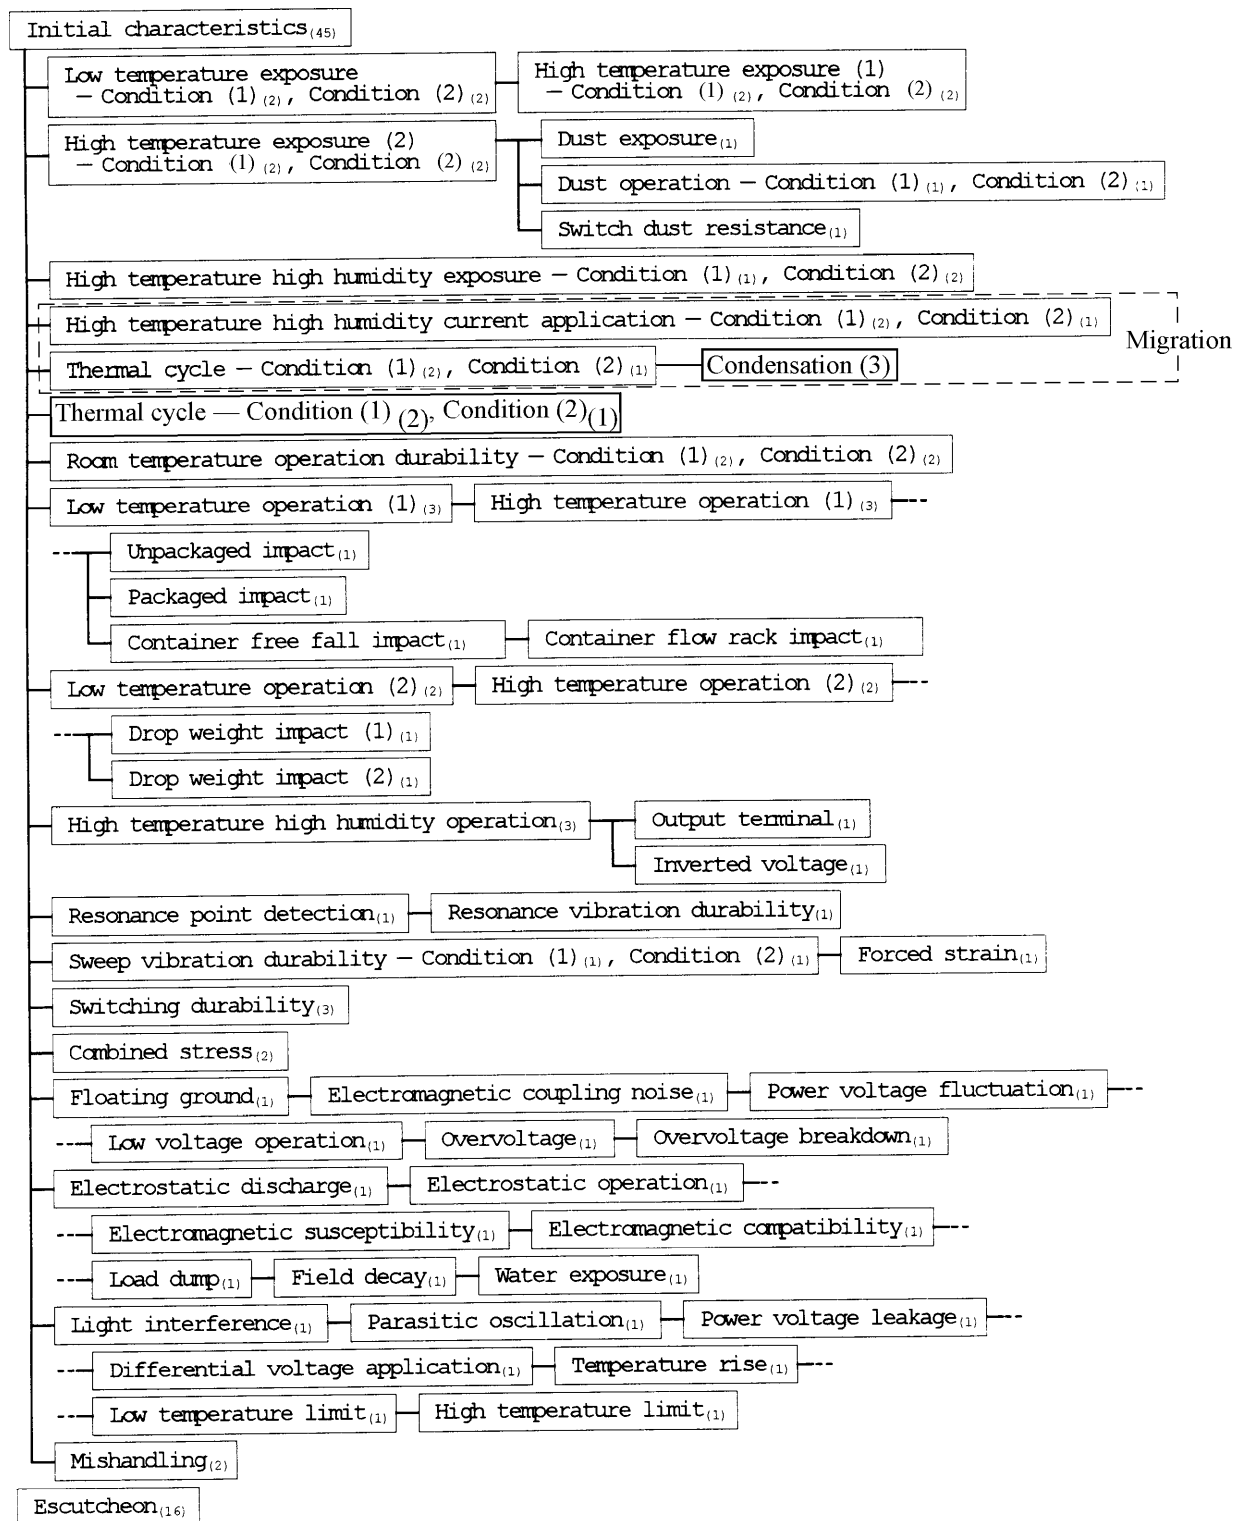 Initial characteristics(45)
Low temperature exposure
— Condition (1)(2), Condition (2)(2)
High temperature exposure (1)
— Condition (1)(2), Condition (2)(2)
High temperature exposure (2)
— Condition (1)(2), Condition (2)(2)
Dust exposure(1)
Dust operation — Condition (1)(1), Condition (2)(1)
Switch dust resistance(1)
High temperature high humidity exposure — Condition (1)(1), Condition (2)(2)
High temperature high humidity current application — Condition (1)(2), Condition (2)(1)
Migration
Thermal cycle — Condition (1)(2), Condition (2)(1)
Condensation (3)
Thermal cycle — Condition (1)(2), Condition (2)(1)
Room temperature operation durability — Condition (1)(2), Condition (2)(2)
Low temperature operation (1)(3)
High temperature operation (1)(3)
Unpackaged impact(1)
Packaged impact(1)
Container free fall impact(1)
Container flow rack impact(1)
Low temperature operation (2)(2)
High temperature operation (2)(2)
Drop weight impact (1)(1)
Drop weight impact (2)(1)
High temperature high humidity operation(3)
Output terminal(1)
Inverted voltage(1)
Resonance point detection(1)
Resonance vibration durability(1)
Sweep vibration durability — Condition (1)(1), Condition (2)(1)
Forced strain(1)
Switching durability(3)
Combined stress(2)
Floating ground(1)
Electromagnetic coupling noise(1)
Power voltage fluctuation(1)
Low voltage operation(1)
Overvoltage(1)
Overvoltage breakdown(1)
Electrostatic discharge(1)
Electrostatic operation(1)
Electromagnetic susceptibility(1)
Electromagnetic compatibility(1)
Load dump(1)
Field decay(1)
Water exposure(1)
Light interference(1)
Parasitic oscillation(1)
Power voltage leakage(1)
Differential voltage application(1)
Temperature rise(1)
Low temperature limit(1)
High temperature limit(1)
Mishandling(2)
Escutcheon(16)